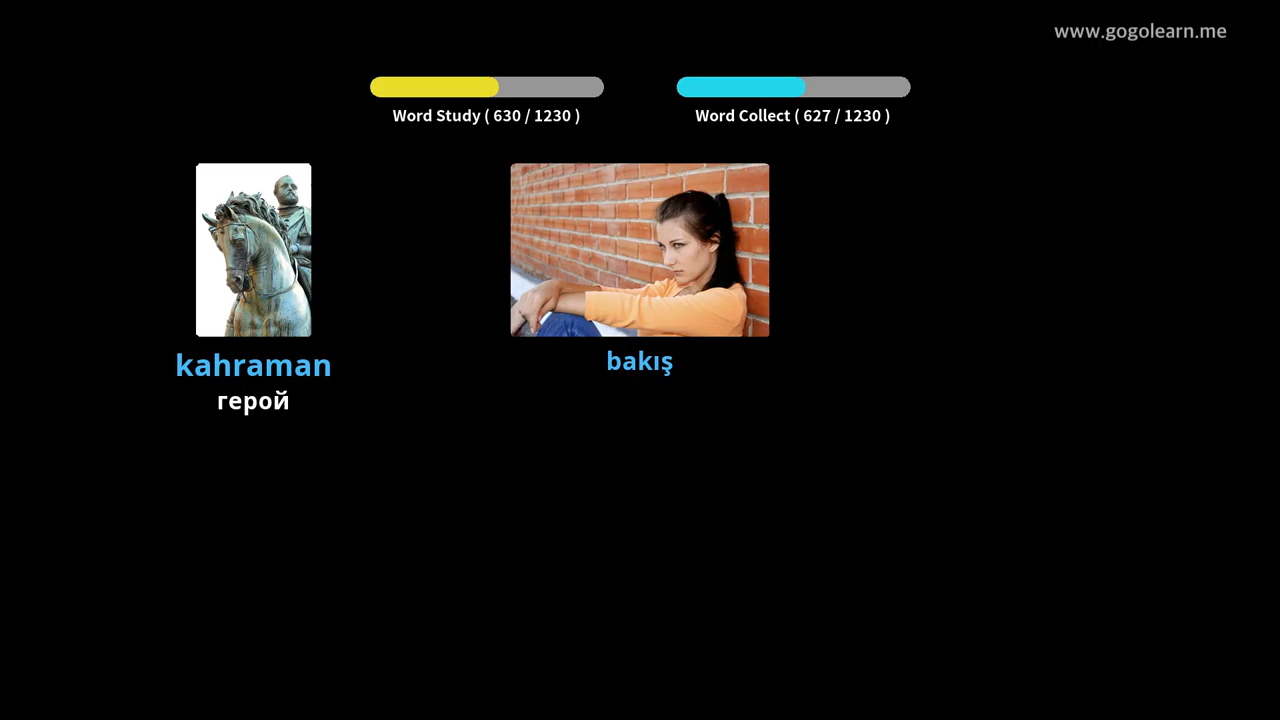 www.gogolearn.me
Word Study ( 630 / 1230 )
Word Collect ( 627 / 1230 )
kahraman
герой
bakış